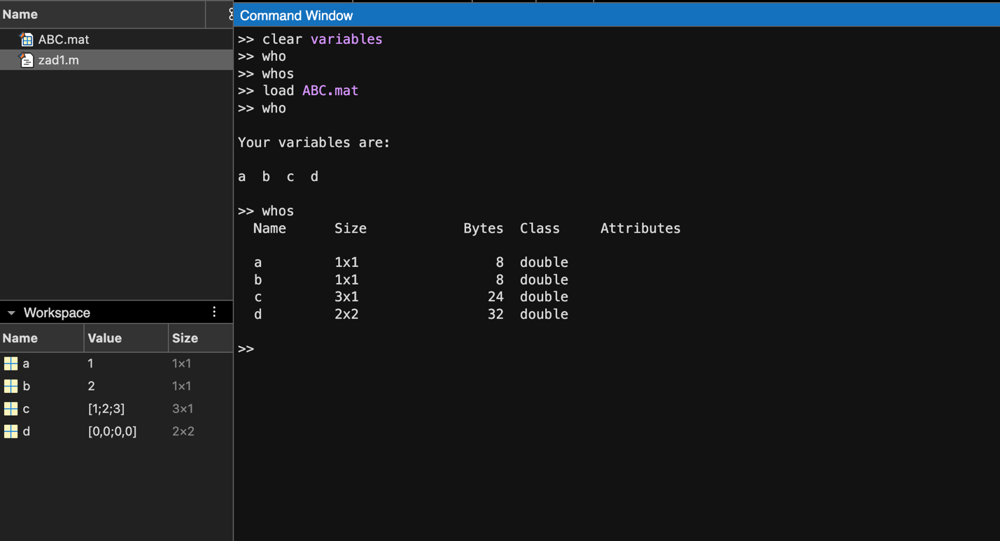 Name
ABC.mat
zad1.m
Workspace
Name Value Size
a 1 1×1
b 2 1×1
c [1;2;3] 3×1
d [0,0;0,0] 2×2
Command Window
>> clear variables
>> who
>> whos
>> load ABC.mat
>> who
Your variables are:
a b c d
>> whos
Name Size Bytes Class Attributes
a 1x1 8 double
b 1x1 8 double
c 3x1 24 double
d 2x2 32 double
>>